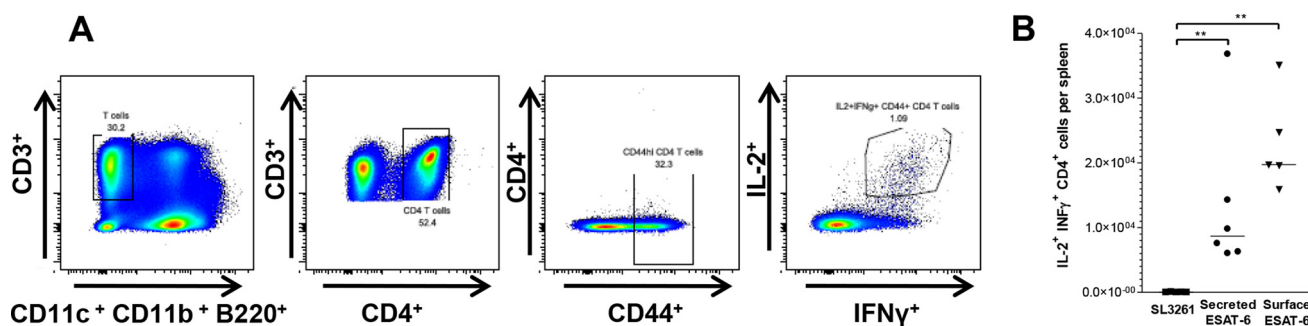 A
T cells
30.2
CD3⁺
CD11c⁺ CD11b⁺ B220⁺
CD3⁺
CD4 T cells
52.4
CD4⁺
CD4⁺
CD44hi CD4 T cells
32.3
CD44⁺
IL-2⁺
IL2+IFNg+ CD44+ CD4 T cells
1.09
IFNγ⁺
B
IL-2⁺ INFγ⁺ CD4⁺ cells per spleen
4.0×10⁰⁴
3.0×10⁰⁴
2.0×10⁰⁴
1.0×10⁰⁴
0.0×10⁻⁰⁰
**
**
SL3261
Secreted
ESAT-6
Surface
ESAT-6